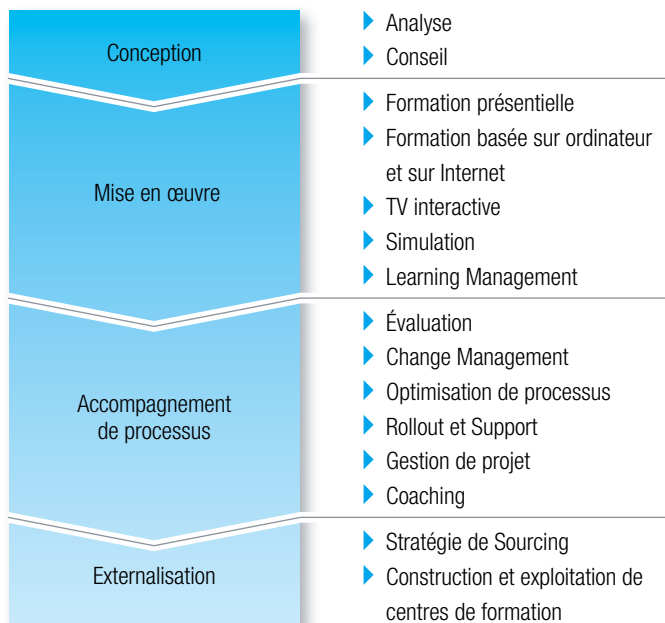 Conception
Analyse
Conseil
Mise en œuvre
Formation présentielle
Formation basée sur ordinateur
et sur Internet
TV interactive
Simulation
Learning Management
Accompagnement
de processus
Évaluation
Change Management
Optimisation de processus
Rollout et Support
Gestion de projet
Coaching
Externalisation
Stratégie de Sourcing
Construction et exploitation de
centres de formation